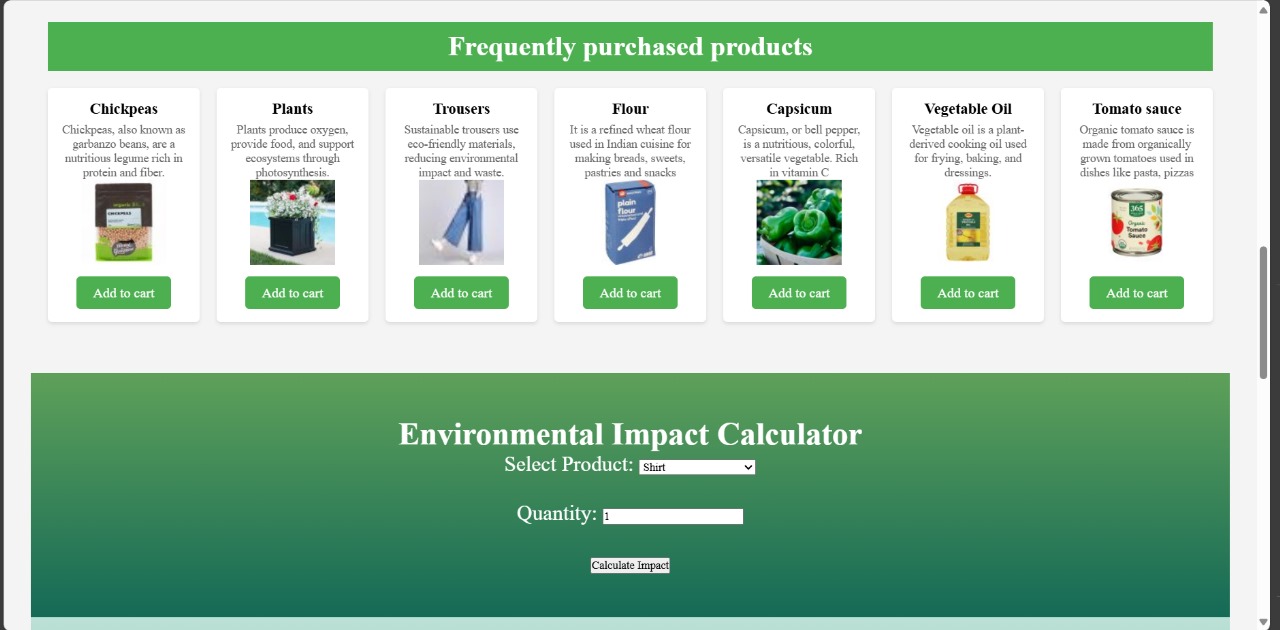 Frequently purchased products
Chickpeas
Chickpeas, also known as
garbanzo beans, are a
nutritious legume rich in
protein and fiber.
CHICKPEAS
Add to cart
Plants
Plants produce oxygen,
provide food, and support
ecosystems through
photosynthesis.
Add to cart
Trousers
Sustainable trousers use
eco-friendly materials,
reducing environmental
impact and waste.
Add to cart
Flour
It is a refined wheat flour
used in Indian cuisine for
making breads, sweets,
pastries and snacks
plain
flour
Add to cart
Capsicum
Capsicum, or bell pepper,
is a nutritious, colorful,
versatile vegetable. Rich
in vitamin C
Add to cart
Vegetable Oil
Vegetable oil is a plant-
derived cooking oil used
for frying, baking, and
dressings.
Add to cart
Tomato sauce
Organic tomato sauce is
made from organically
grown tomatoes used in
dishes like pasta, pizzas
365
Organic
Tomato
Sauce
Add to cart
Environmental Impact Calculator
Select Product: Shirt
Quantity: 1
Calculate Impact